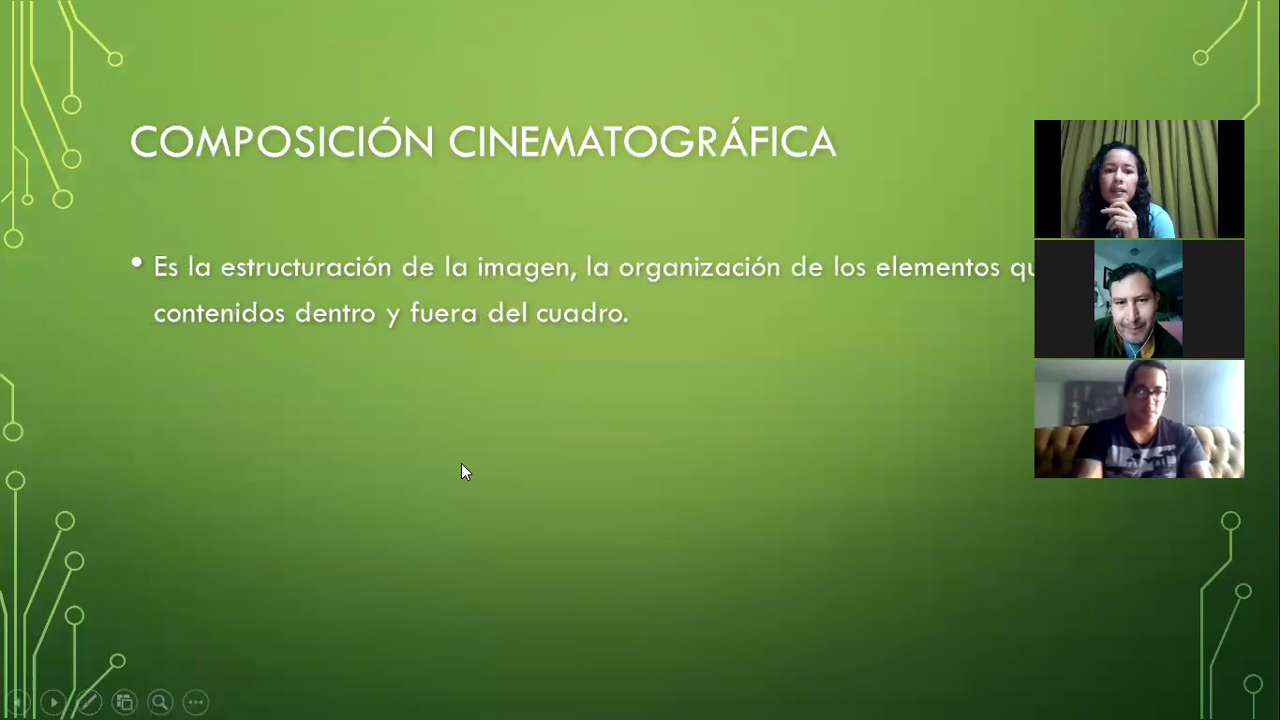 COMPOSICIÓN CINEMATOGRÁFICA
• Es la estructuración de la imagen, la organización de los elementos
contenidos dentro y fuera del cuadro.